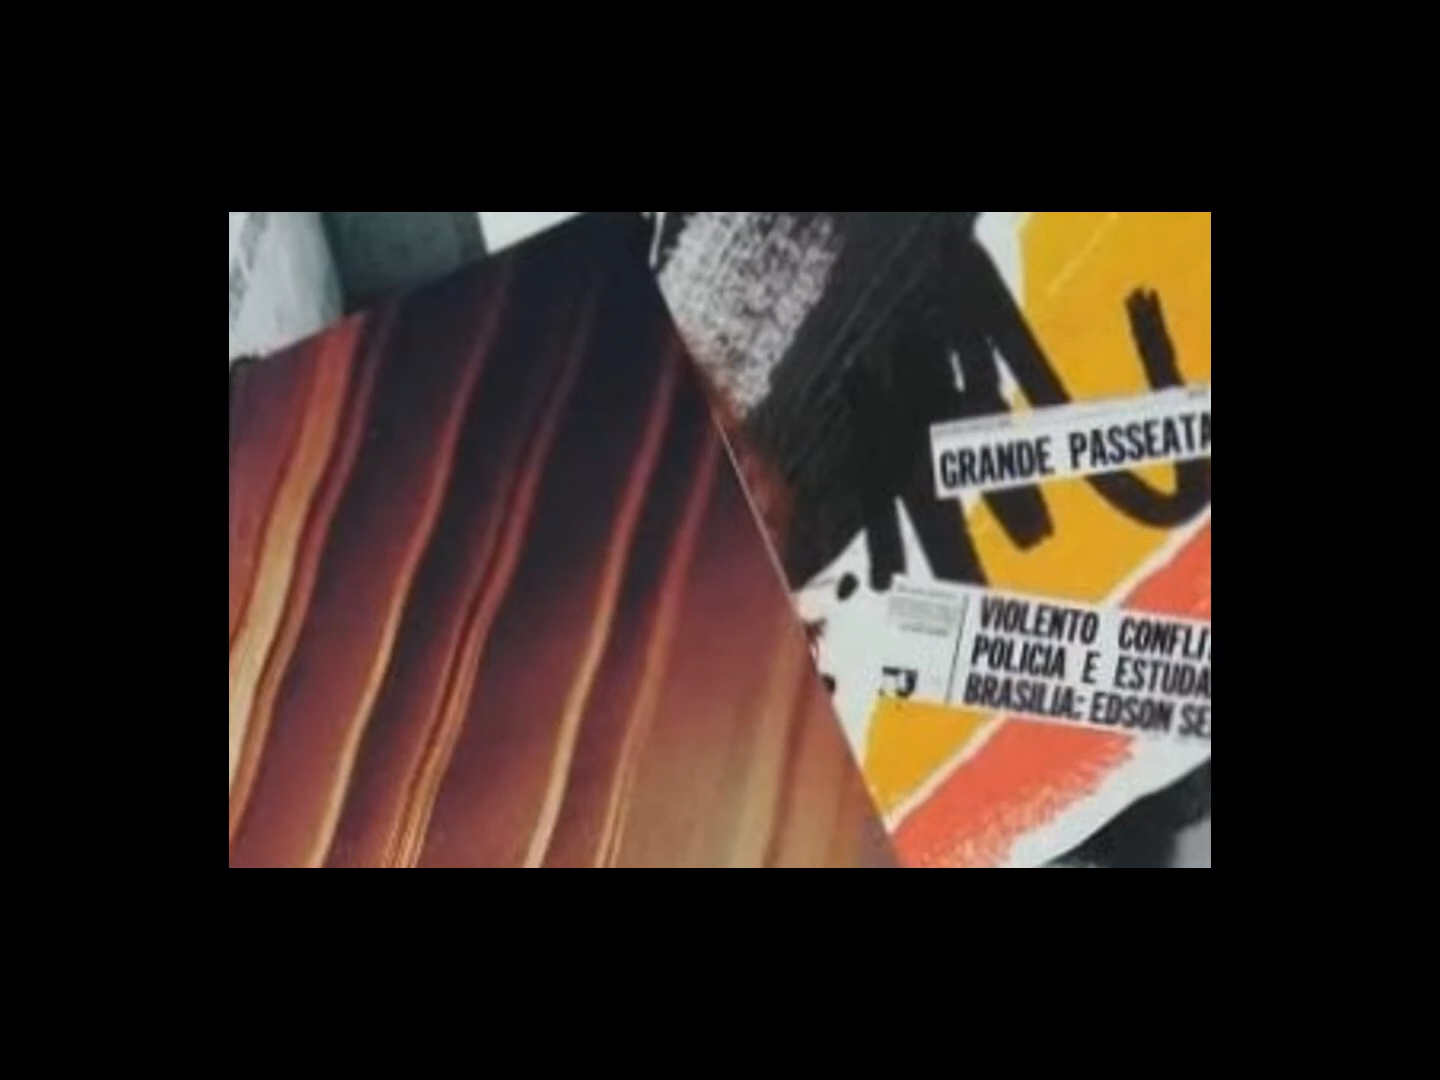 GRANDE PASSEATA
VIOLENTO CONFLI
POLICIA E ESTUDA
BRASILIA: EDSON SE